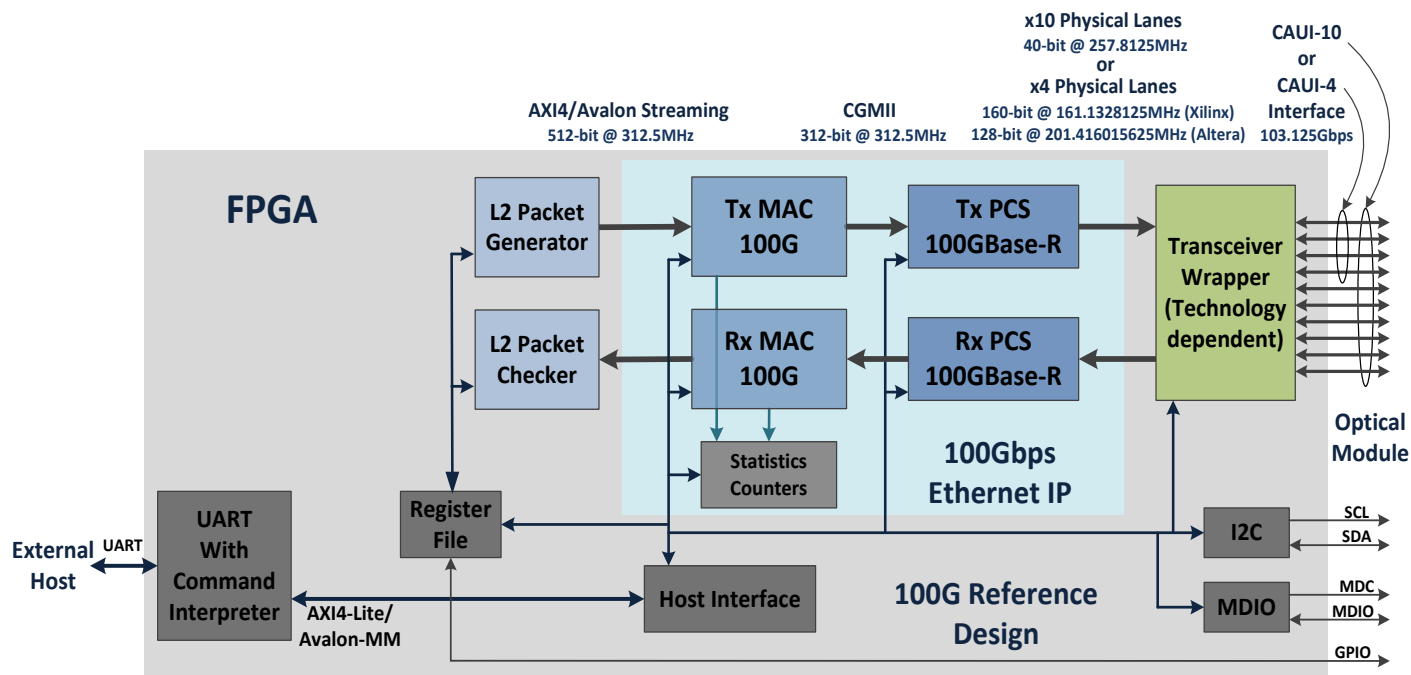 x10 Physical Lanes
40-bit @ 257.8125MHz
or
x4 Physical Lanes
160-bit @ 161.1328125MHz (Xilinx)
128-bit @ 201.416015625MHz (Altera)
CAUI-10
or
CAUI-4
Interface
103.125Gbps
AXI4/Avalon Streaming
512-bit @ 312.5MHz
CGMII
312-bit @ 312.5MHz
FPGA
L2 Packet
Generator
Tx MAC
100G
Tx PCS
100GBase-R
Transceiver
Wrapper
(Technology
dependent)
L2 Packet
Checker
Rx MAC
100G
Rx PCS
100GBase-R
Statistics
Counters
100Gbps
Ethernet IP
Optical
Module
External
Host
UART
UART
With
Command
Interpreter
Register
File
AXI4-Lite/
Avalon-MM
Host Interface
100G Reference
Design
I2C
SCL
SDA
MDIO
MDC
MDIO
GPIO